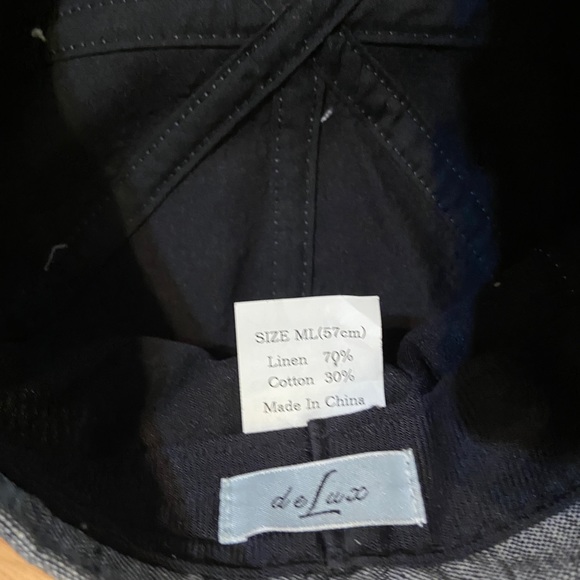 SIZE ML(57cm)
Linen 70%
Cotton 30%
Made In China
deLux